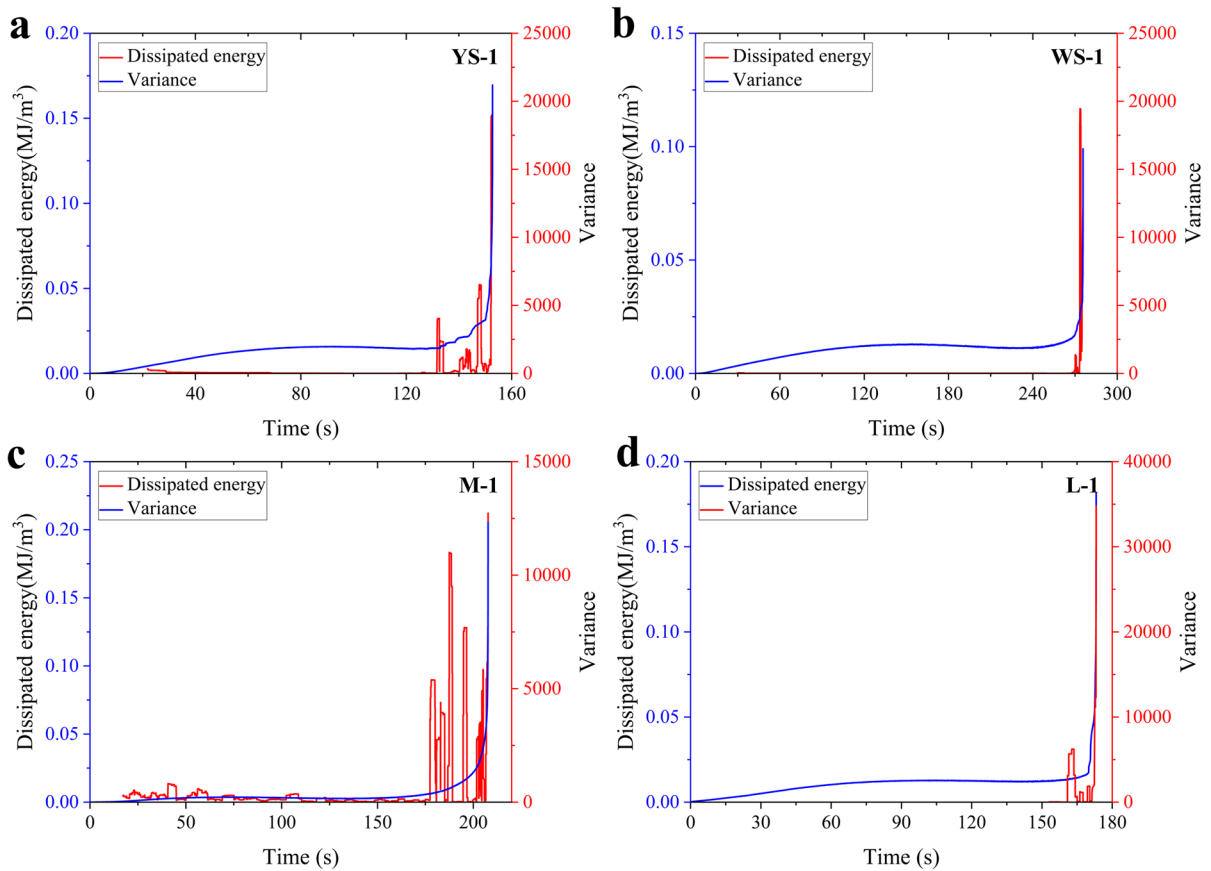 a
YS-1
Dissipated energy
Variance
0.20
0.15
0.10
0.05
0.00
25000
20000
15000
10000
5000
0
0 40 80 120 160
Dissipated energy(MJ/m³)
Variance
Time (s)
b
WS-1
Dissipated energy
Variance
0.15
0.10
0.05
0.00
25000
20000
15000
10000
5000
0
0 60 120 180 240 300
Dissipated energy(MJ/m³)
Variance
Time (s)
c
M-1
Dissipated energy
Variance
0.25
0.20
0.15
0.10
0.05
0.00
15000
10000
5000
0
0 50 100 150 200
Dissipated energy(MJ/m³)
Variance
Time (s)
d
L-1
Dissipated energy
Variance
0.20
0.15
0.10
0.05
0.00
40000
30000
20000
10000
0
0 30 60 90 120 150 180
Dissipated energy(MJ/m³)
Variance
Time (s)